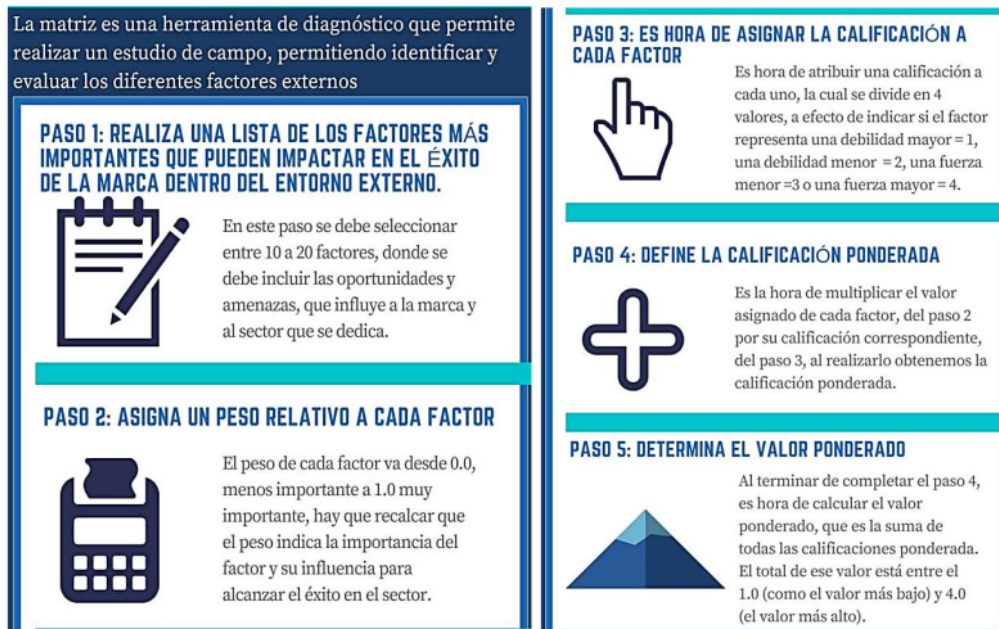 La matriz es una herramienta de diagnóstico que permite
realizar un estudio de campo, permitiendo identificar y
evaluar los diferentes factores externos
PASO 1: REALIZA UNA LISTA DE LOS FACTORES MÁS
IMPORTANTES QUE PUEDEN IMPACTAR EN EL ÉXITO
DE LA MARCA DENTRO DEL ENTORNO EXTERNO.
En este paso se debe seleccionar
entre 10 a 20 factores, donde se
debe incluir las oportunidades y
amenazas, que influye a la marca y
al sector que se dedica.
PASO 2: ASIGNA UN PESO RELATIVO A CADA FACTOR
El peso de cada factor va desde 0.0,
menos importante a 1.0 muy
importante, hay que recalcar que
el peso indica la importancia del
factor y su influencia para
alcanzar el éxito en el sector.
PASO 3: ES HORA DE ASIGNAR LA CALIFICACIÓN A
CADA FACTOR
Es hora de atribuir una calificación a
cada uno, la cual se divide en 4
valores, a efecto de indicar si el factor
representa una debilidad mayor = 1,
una debilidad menor = 2, una fuerza
menor =3 o una fuerza mayor = 4.
PASO 4: DEFINE LA CALIFICACIÓN PONDERADA
Es la hora de multiplicar el valor
asignado de cada factor, del paso 2
por su calificación correspondiente,
del paso 3, al realizarlo obtenemos la
calificación ponderada.
PASO 5: DETERMINA EL VALOR PONDERADO
Al terminar de completar el paso 4,
es hora de calcular el valor
ponderado, que es la suma de
todas las calificaciones ponderada.
El total de ese valor está entre el
1.0 (como el valor más bajo) y 4.0
(el valor más alto).